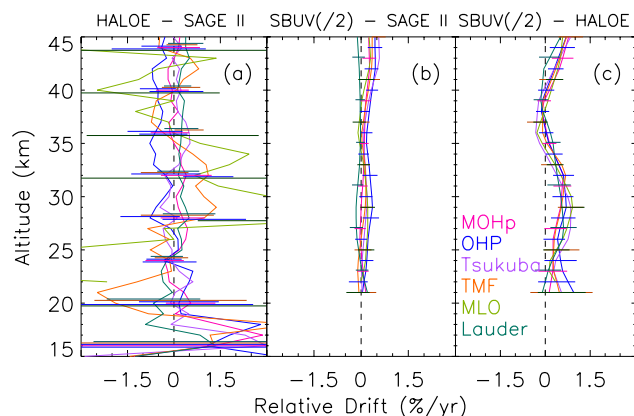 HALOE − SAGE II SBUV(/2) − SAGE II SBUV(/2) − HALOE
45
40
35
30
25
20
15
Altitude (km)
(a) (b) (c)
MOHp
OHP
Tsukuba
TMF
MLO
Lauder
−1.5 0 1.5 −1.5 0 1.5 −1.5 0 1.5
Relative Drift (%/yr)